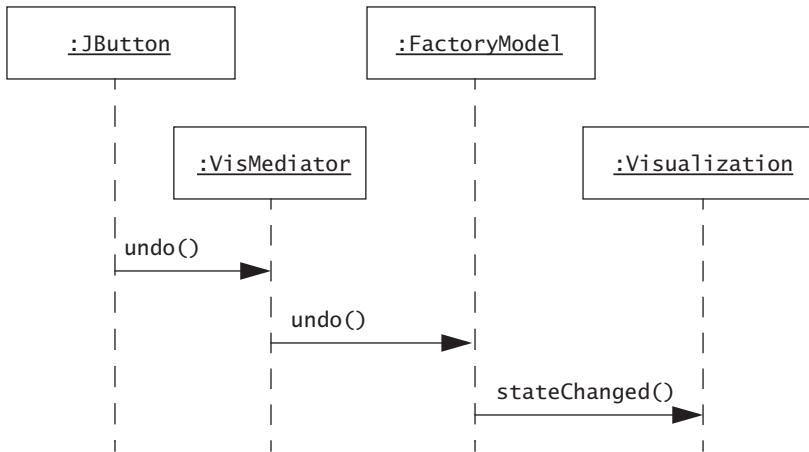 :JButton
:FactoryModel
:VisMediator
:Visualization
undo()
undo()
stateChanged()